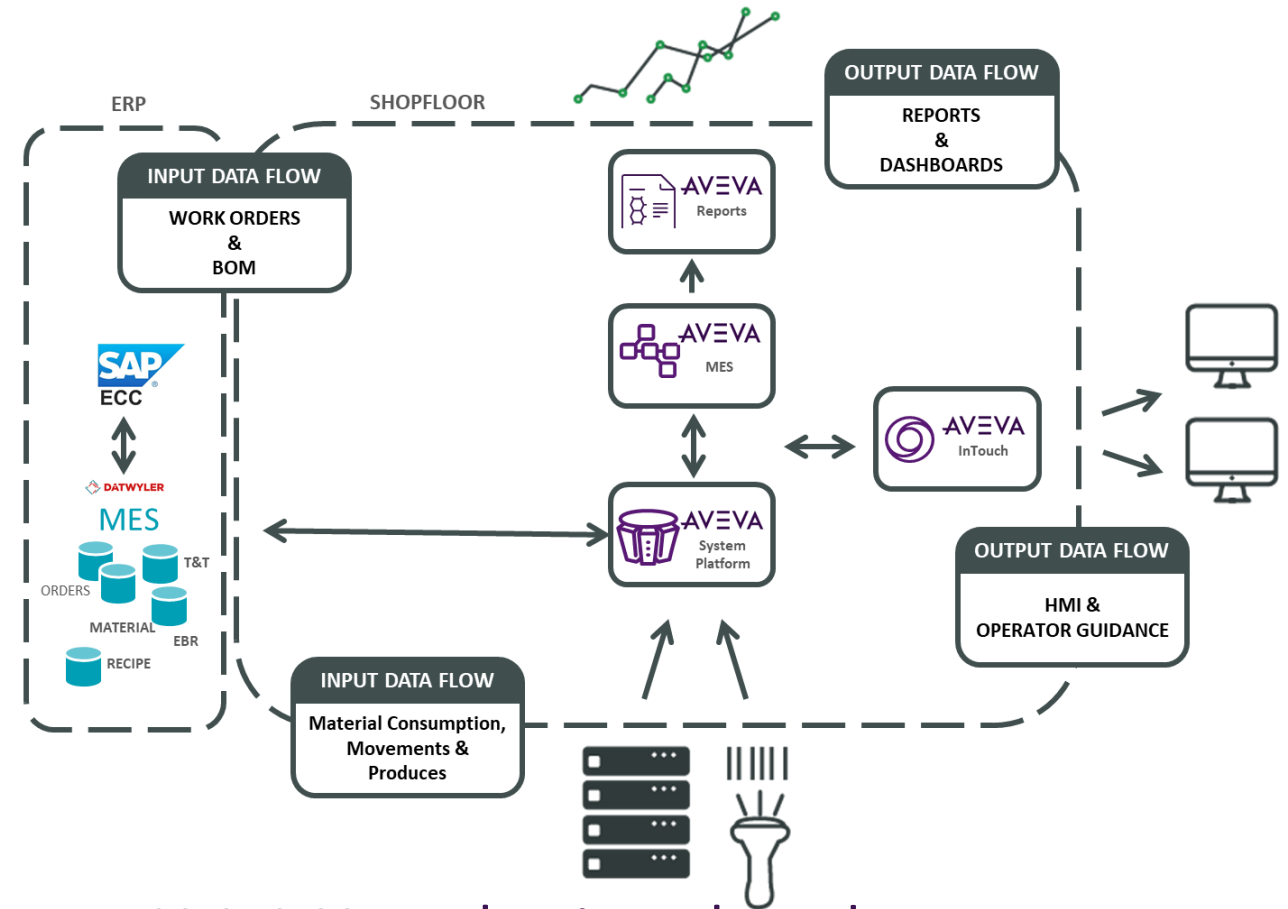 ERP
SHOPFLOOR
OUTPUT DATA FLOW
REPORTS
&
DASHBOARDS
INPUT DATA FLOW
WORK ORDERS
&
BOM
AVEVA
Reports
AVEVA
MES
SAP
®
ECC
AVEVA
InTouch
DATWYLER
MES
T&T
ORDERS
MATERIAL
EBR
RECIPE
AVEVA
System
Platform
OUTPUT DATA FLOW
HMI &
OPERATOR GUIDANCE
INPUT DATA FLOW
Material Consumption,
Movements &
Produces